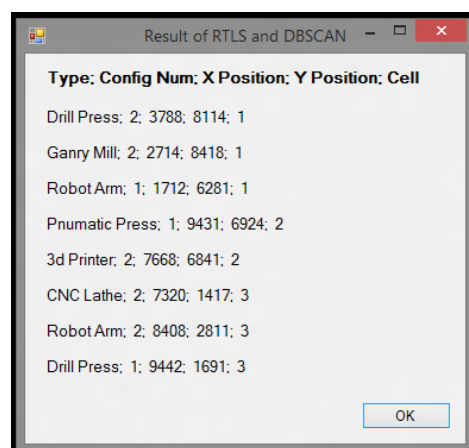 Result of RTLS and DBSCAN
Type; Config Num; X Position; Y Position; Cell
Drill Press; 2; 3788; 8114; 1
Ganry Mill; 2; 2714; 8418; 1
Robot Arm; 1; 1712; 6281; 1
Pnumatic Press; 1; 9431; 6924; 2
3d Printer; 2; 7668; 6841; 2
CNC Lathe; 2; 7320; 1417; 3
Robot Arm; 2; 8408; 2811; 3
Drill Press; 1; 9442; 1691; 3
OK